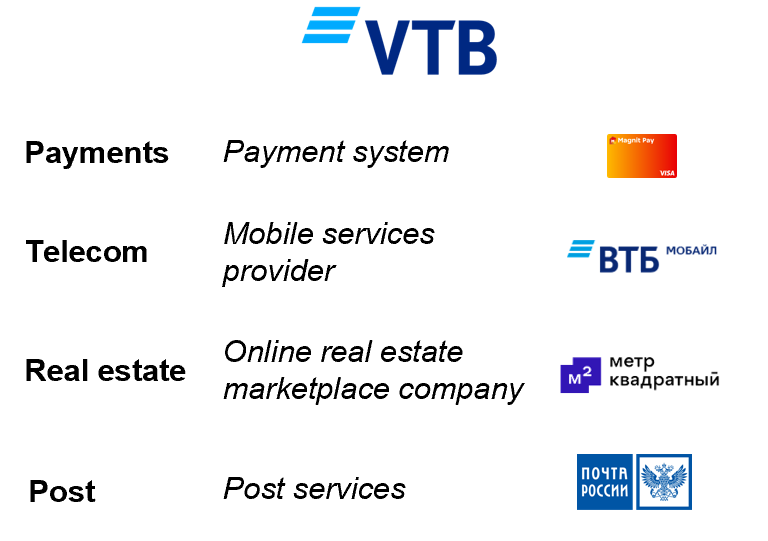 VTB
Payments
Payment system
Magnit Pay
VISA
Telecom
Mobile services
provider
ВТБ МОБАЙЛ
Real estate
Online real estate
marketplace company
м²
метр
квадратный
Post
Post services
ПОЧТА
РОССИИ